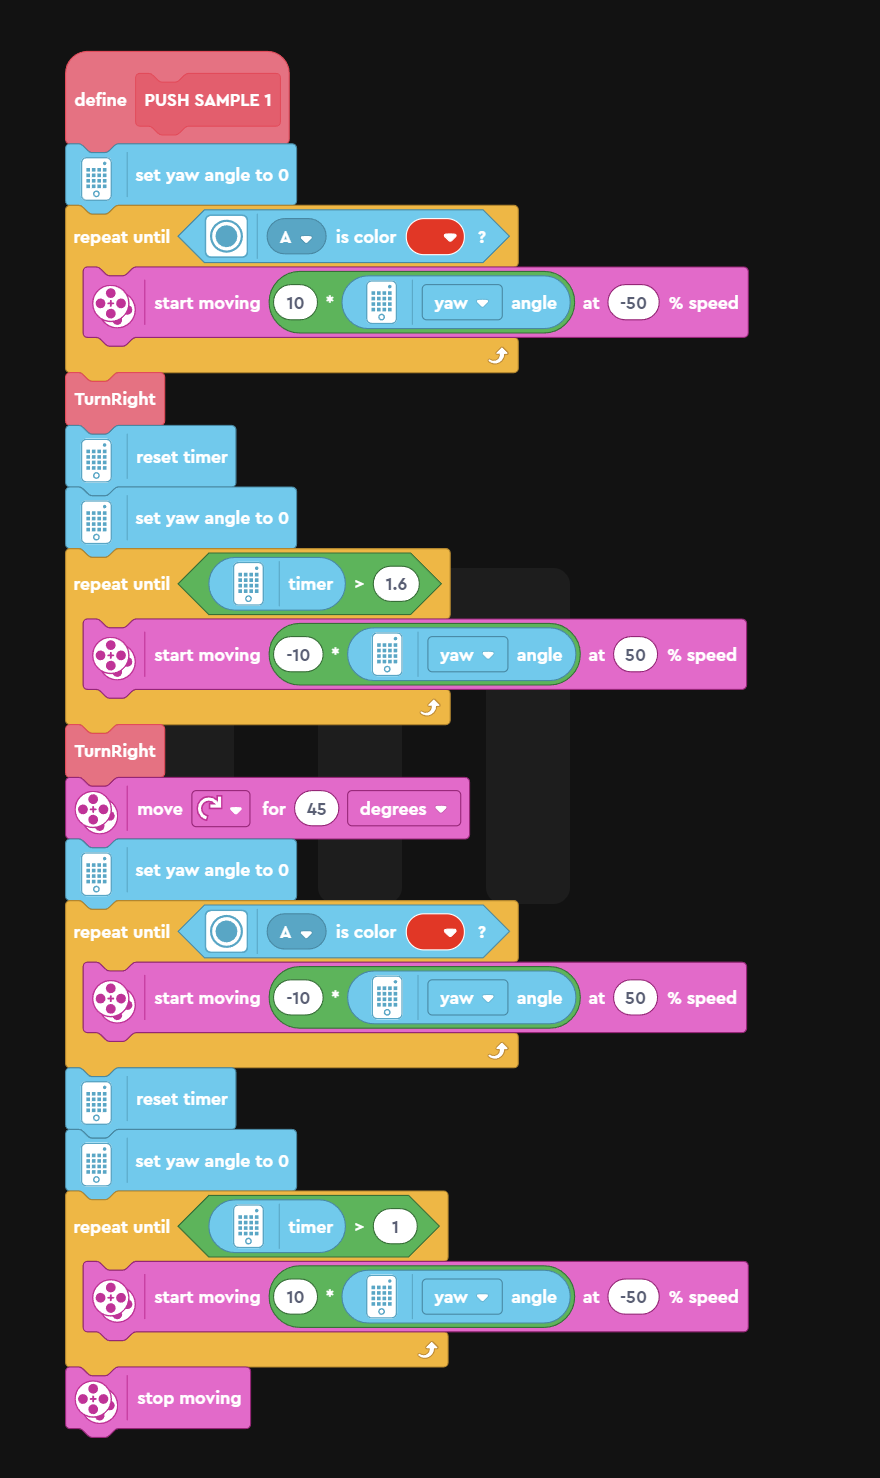 define PUSH SAMPLE 1
set yaw angle to 0
repeat until A is color ?
start moving 10 * yaw angle at -50 % speed
TurnRight
reset timer
set yaw angle to 0
repeat until timer > 1.6
start moving -10 * yaw angle at 50 % speed
TurnRight
move for 45 degrees
set yaw angle to 0
repeat until A is color ?
start moving -10 * yaw angle at 50 % speed
reset timer
set yaw angle to 0
repeat until timer > 1
start moving 10 * yaw angle at -50 % speed
stop moving